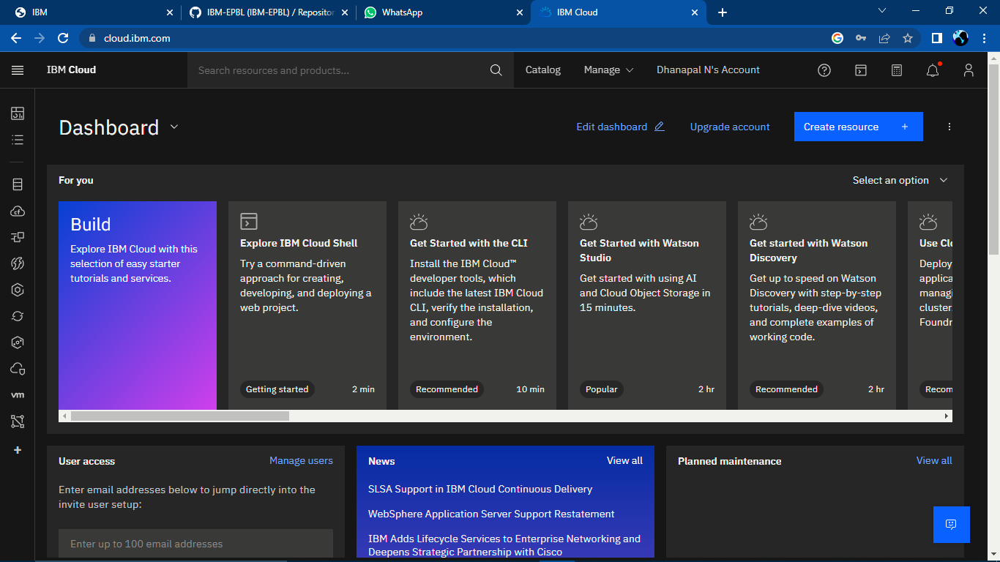 IBM
IBM-EPBL (IBM-EPBL) / Repositor
WhatsApp
IBM Cloud
cloud.ibm.com
IBM Cloud
Search resources and products...
Catalog
Manage
Dhanapal N's Account
Dashboard
Edit dashboard
Upgrade account
Create resource +
For you
Select an option
Build
Explore IBM Cloud with this
selection of easy starter
tutorials and services.
Explore IBM Cloud Shell
Try a command-driven
approach for creating,
developing, and deploying a
web project.
Getting started
2 min
Get Started with the CLI
Install the IBM Cloud™
developer tools, which
include the latest IBM Cloud
CLI, verify the installation,
and configure the
environment.
Recommended
10 min
Get Started with Watson
Studio
Get started with using AI
and Cloud Object Storage in
15 minutes.
Popular
2 hr
Get started with Watson
Discovery
Get up to speed on Watson
Discovery with step-by-step
tutorials, deep-dive videos,
and complete examples of
working code.
Recommended
2 hr
Use Clo
Deploy
applica
managi
cluster
Foundr
Recom
cf
vm
User access
Manage users
Enter email addresses below to jump directly into the
invite user setup:
Enter up to 100 email addresses
News
View all
SLSA Support in IBM Cloud Continuous Delivery
WebSphere Application Server Support Restatement
IBM Adds Lifecycle Services to Enterprise Networking and
Deepens Strategic Partnership with Cisco
Planned maintenance
View all